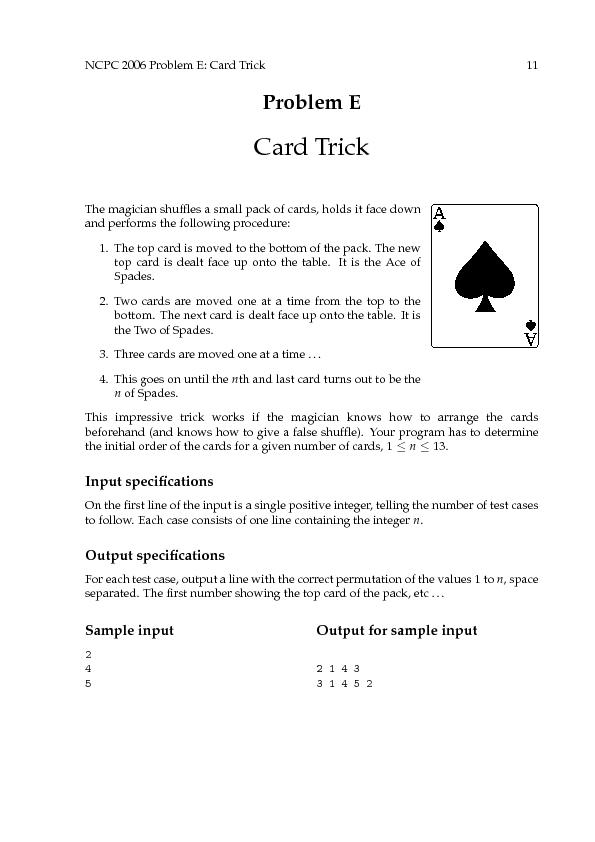 NCPC 2006 Problem E: Card Trick 11
Problem E
Card Trick
The magician shuffles a small pack of cards, holds it face down
and performs the following procedure:
1. The top card is moved to the bottom of the pack. The new
top card is dealt face up onto the table. It is the Ace of
Spades.
2. Two cards are moved one at a time from the top to the
bottom. The next card is dealt face up onto the table. It is
the Two of Spades.
3. Three cards are moved one at a time . . .
4. This goes on until the nth and last card turns out to be the
n of Spades.
A
A
This impressive trick works if the magician knows how to arrange the cards
beforehand (and knows how to give a false shuffle). Your program has to determine
the initial order of the cards for a given number of cards, 1 ≤ n ≤ 13.
Input specifications
On the first line of the input is a single positive integer, telling the number of test cases
to follow. Each case consists of one line containing the integer n.
Output specifications
For each test case, output a line with the correct permutation of the values 1 to n, space
separated. The first number showing the top card of the pack, etc . . .
Sample input Output for sample input
2
4 2 1 4 3
5 3 1 4 5 2